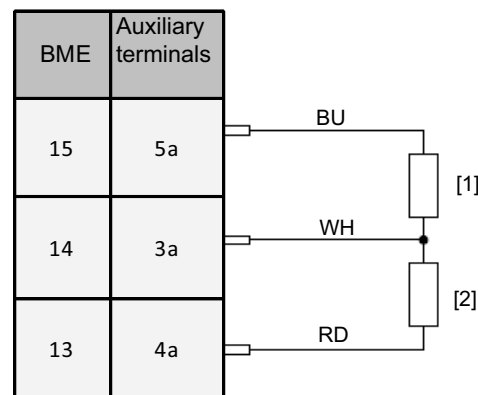 BME
Auxiliary
terminals
15
5a
BU
[1]
14
3a
WH
[2]
13
4a
RD